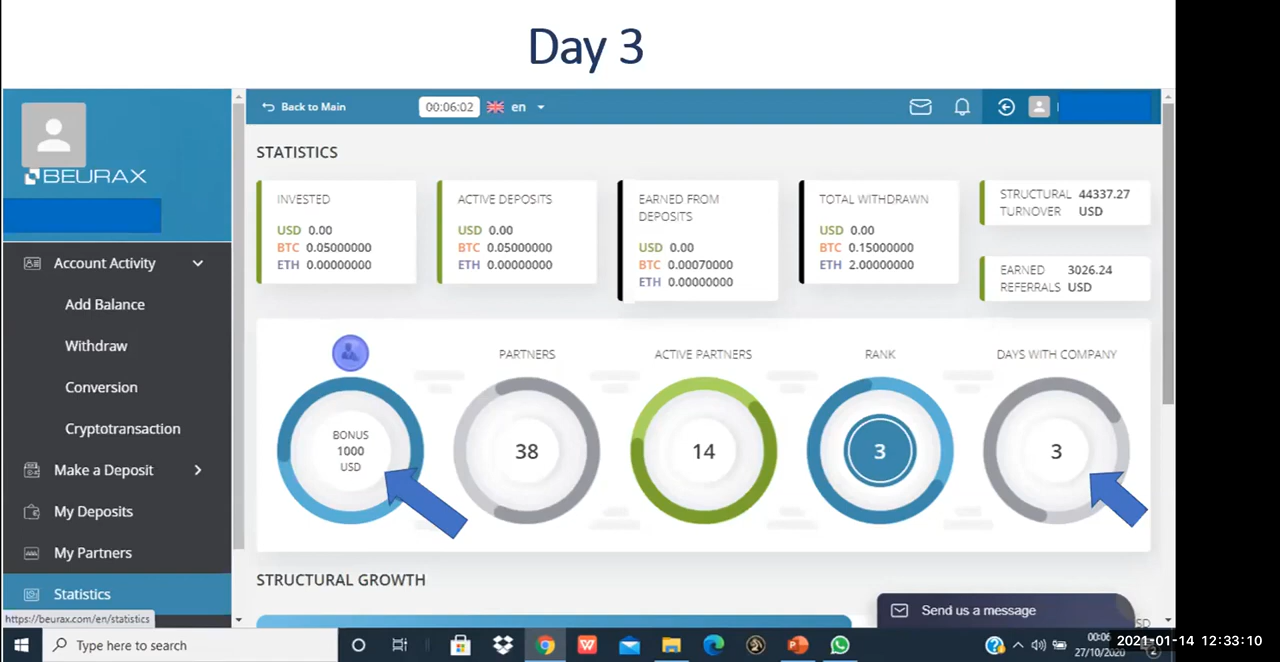 Day 3
Back to Main
00:06:02
en
BEURAX
STATISTICS
INVESTED
USD 0.00
BTC 0.05000000
ETH 0.00000000
ACTIVE DEPOSITS
USD 0.00
BTC 0.05000000
ETH 0.00000000
EARNED FROM
DEPOSITS
USD 0.00
BTC 0.00070000
ETH 0.00000000
TOTAL WITHDRAWN
USD 0.00
BTC 0.15000000
ETH 2.00000000
STRUCTURAL 44337.27
TURNOVER USD
EARNED 3026.24
REFERRALS USD
Account Activity
Add Balance
Withdraw
Conversion
Cryptotransaction
Make a Deposit
My Deposits
My Partners
Statistics
BONUS
1000
USD
PARTNERS
38
ACTIVE PARTNERS
14
RANK
3
DAYS WITH COMPANY
3
STRUCTURAL GROWTH
Send us a message
https://beurax.com/en/statistics
Type here to search
00:06
27/10/2020
2021-01-14 12:33:10